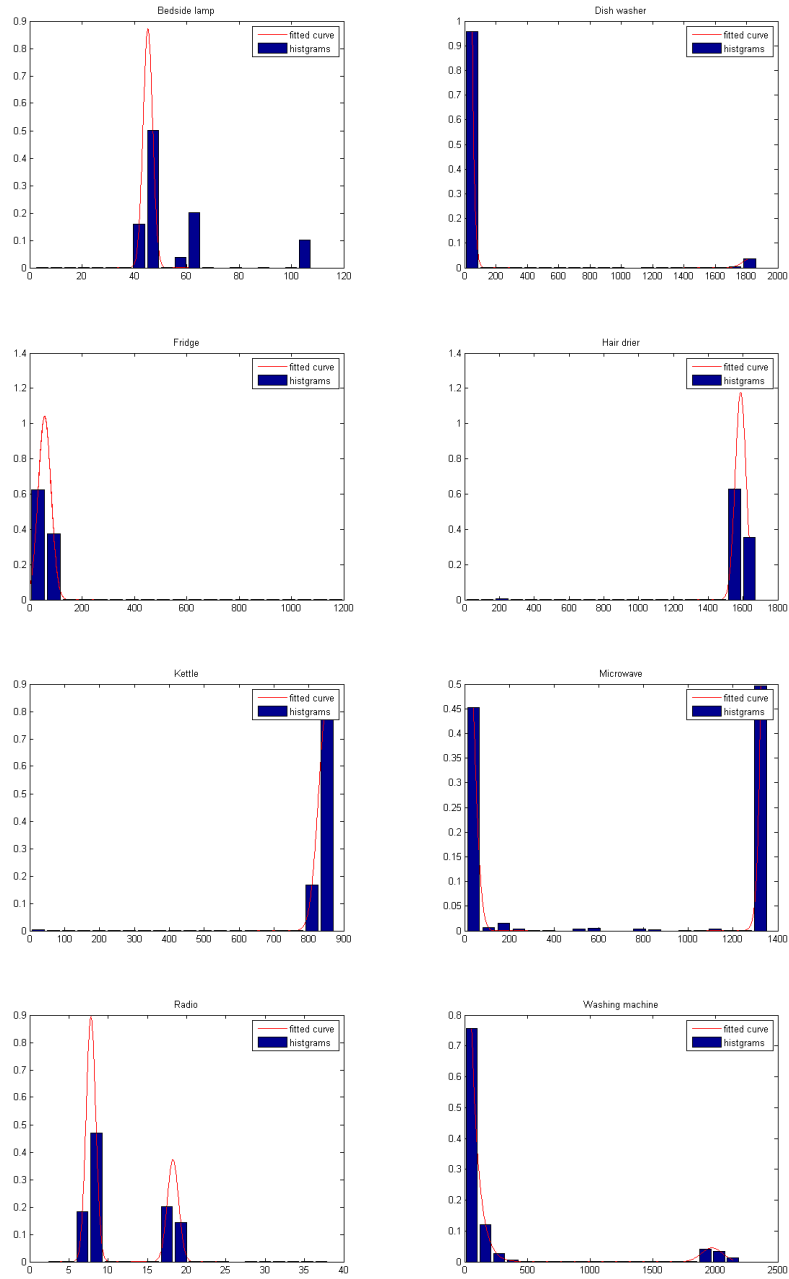 Bedside lamp
0.9
0.8
0.7
0.6
0.5
0.4
0.3
0.2
0.1
0
fitted curve
histgrams
0 20 40 60 80 100 120
Dish washer
1
0.9
0.8
0.7
0.6
0.5
0.4
0.3
0.2
0.1
0
fitted curve
histgrams
0 200 400 600 800 1000 1200 1400 1600 1800 2000
Fridge
1.4
1.2
1
0.8
0.6
0.4
0.2
0
fitted curve
histgrams
0 200 400 600 800 1000 1200
Hair drier
1.4
1.2
1
0.8
0.6
0.4
0.2
0
fitted curve
histgrams
0 200 400 600 800 1000 1200 1400 1600 1800
Kettle
0.9
0.8
0.7
0.6
0.5
0.4
0.3
0.2
0.1
0
fitted curve
histgrams
0 100 200 300 400 500 600 700 800 900
Microwave
0.5
0.45
0.4
0.35
0.3
0.25
0.2
0.15
0.1
0.05
0
fitted curve
histgrams
0 200 400 600 800 1000 1200 1400
Radio
0.9
0.8
0.7
0.6
0.5
0.4
0.3
0.2
0.1
0
fitted curve
histgrams
0 5 10 15 20 25 30 35 40
Washing machine
0.8
0.7
0.6
0.5
0.4
0.3
0.2
0.1
0
fitted curve
histgrams
0 500 1000 1500 2000 2500